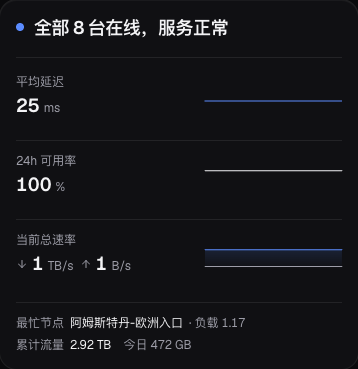 全部 8 台在线，服务正常
平均延迟
25 ms
24h 可用率
100 %
当前总速率
↓ 1 TB/s ↑ 1 B/s
最忙节点 阿姆斯特丹-欧洲入口 · 负载 1.17
累计流量 2.92 TB 今日 472 GB